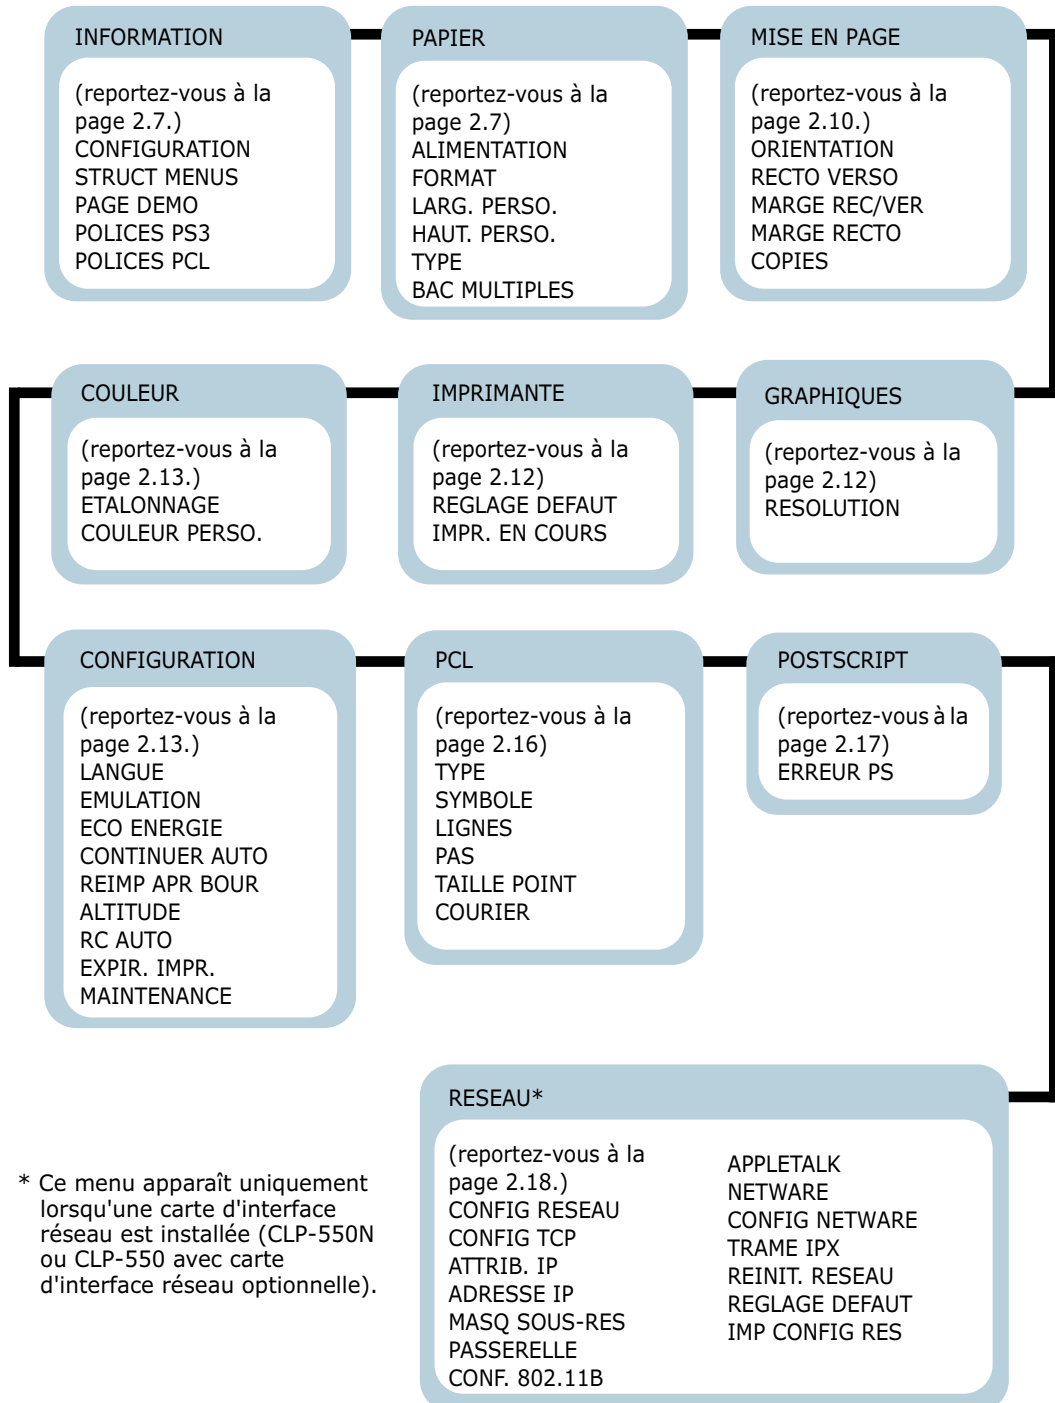 INFORMATION
(reportez-vous à la
page 2.7.)
CONFIGURATION
STRUCT MENUS
PAGE DEMO
POLICES PS3
POLICES PCL
PAPIER
(reportez-vous à la
page 2.7)
ALIMENTATION
FORMAT
LARG. PERSO.
HAUT. PERSO.
TYPE
BAC MULTIPLES
MISE EN PAGE
(reportez-vous à la
page 2.10.)
ORIENTATION
RECTO VERSO
MARGE REC/VER
MARGE RECTO
COPIES
COULEUR
(reportez-vous à la
page 2.13.)
ETALONNAGE
COULEUR PERSO.
IMPRIMANTE
(reportez-vous à la
page 2.12)
REGLAGE DEFAUT
IMPR. EN COURS
GRAPHIQUES
(reportez-vous à la
page 2.12)
RESOLUTION
CONFIGURATION
(reportez-vous à la
page 2.13.)
LANGUE
EMULATION
ECO ENERGIE
CONTINUER AUTO
REIMP APR BOUR
ALTITUDE
RC AUTO
EXPIR. IMPR.
MAINTENANCE
PCL
(reportez-vous à la
page 2.16)
TYPE
SYMBOLE
LIGNES
PAS
TAILLE POINT
COURIER
POSTSCRIPT
(reportez-vous à la
page 2.17)
ERREUR PS
RESEAU*
(reportez-vous à la
page 2.18.)
CONFIG RESEAU
CONFIG TCP
ATTRIB. IP
ADRESSE IP
MASQ SOUS-RES
PASSERELLE
CONF. 802.11B
APPLETALK
NETWARE
CONFIG NETWARE
TRAME IPX
REINIT. RESEAU
REGLAGE DEFAUT
IMP CONFIG RES
* Ce menu apparaît uniquement
lorsqu'une carte d'interface
réseau est installée (CLP-550N
ou CLP-550 avec carte
d'interface réseau optionnelle).